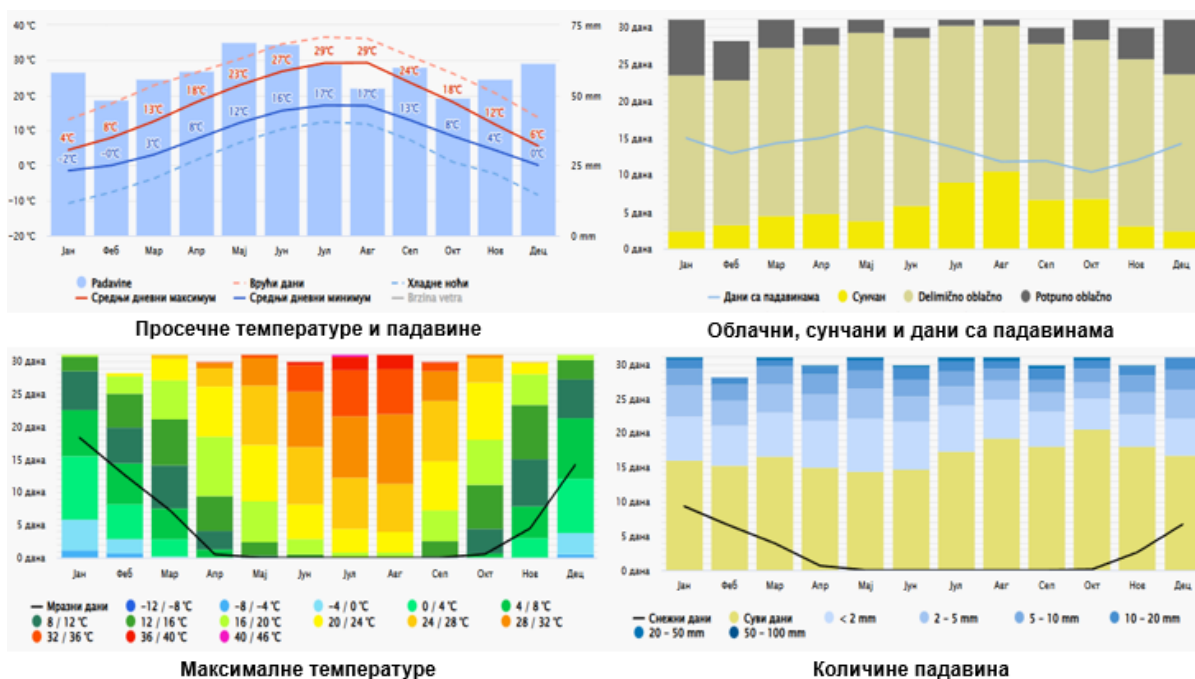 40 °C
30 °C
20 °C
10 °C
0 °C
−10 °C
−20 °C
75 mm
50 mm
25 mm
0 mm
4°C 8°C 13°C 18°C 23°C 27°C 29°C 29°C 24°C 18°C 12°C 6°C
-2°C -0°C 3°C 8°C 12°C 16°C 17°C 17°C 13°C 8°C 4°C 0°C
Јан Феб Мар Апр Мај Јун Јул Авг Сеп Окт Нов Дец
Padavine Врући дани Хладне ноћи
Средњи дневни максимум Средњи дневни минимум Brzina vetra
Просечне температуре и падавине
30 дана
25 дана
20 дана
15 дана
10 дана
5 дана
0 дана
Јан Феб Мар Апр Мај Јун Јул Авг Сеп Окт Нов Дец
Дани са падавинама Сунчан Delimično oblačno Potpuno oblačno
Облачни, сунчани и дани са падавинама
30 дана
25 дана
20 дана
15 дана
10 дана
5 дана
0 дана
Јан Феб Мар Апр Мај Јун Јул Авг Сеп Окт Нов Дец
Мразни дани −12 / −8 °C −8 / −4 °C −4 / 0 °C 0 / 4 °C 4 / 8 °C
8 / 12 °C 12 / 16 °C 16 / 20 °C 20 / 24 °C 24 / 28 °C 28 / 32 °C
32 / 36 °C 36 / 40 °C 40 / 46 °C
Максималне температуре
30 дана
25 дана
20 дана
15 дана
10 дана
5 дана
0 дана
Јан Феб Мар Апр Мај Јун Јул Авг Сеп Окт Нов Дец
Снежни дани Суви дани < 2 mm 2 – 5 mm 5 – 10 mm 10 – 20 mm
20 – 50 mm 50 – 100 mm
Количине падавина